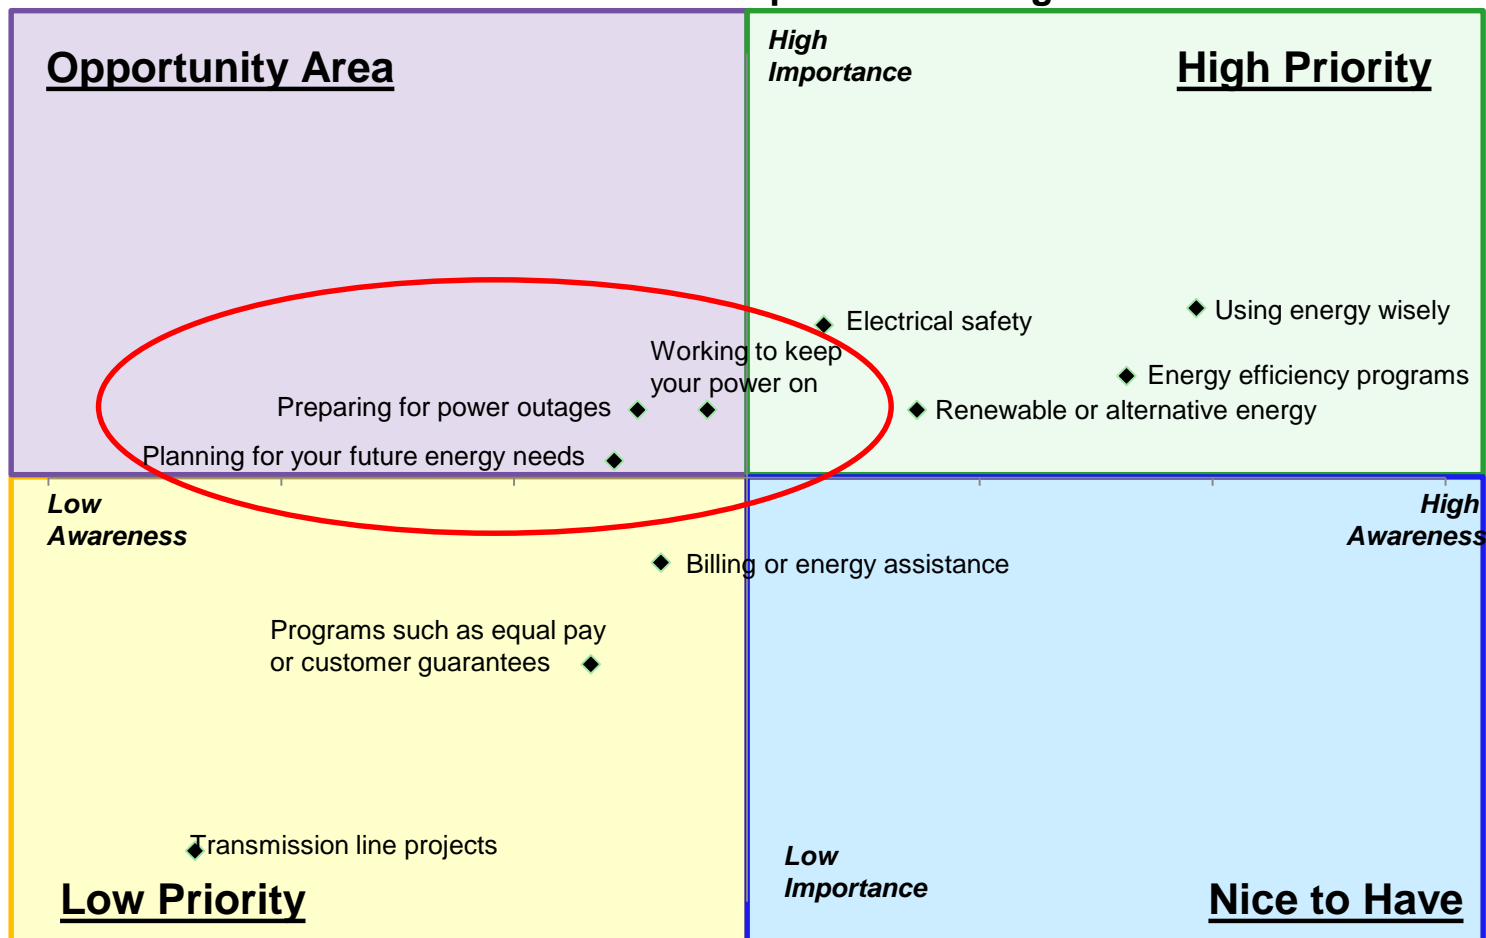 Opportunity Area
High
Importance
High Priority
Electrical safety
Using energy wisely
Working to keep
your power on
Energy efficiency programs
Preparing for power outages
Renewable or alternative energy
Planning for your future energy needs
Low
Awareness
High
Awareness
Billing or energy assistance
Programs such as equal pay
or customer guarantees
Transmission line projects
Low
Importance
Low Priority
Nice to Have